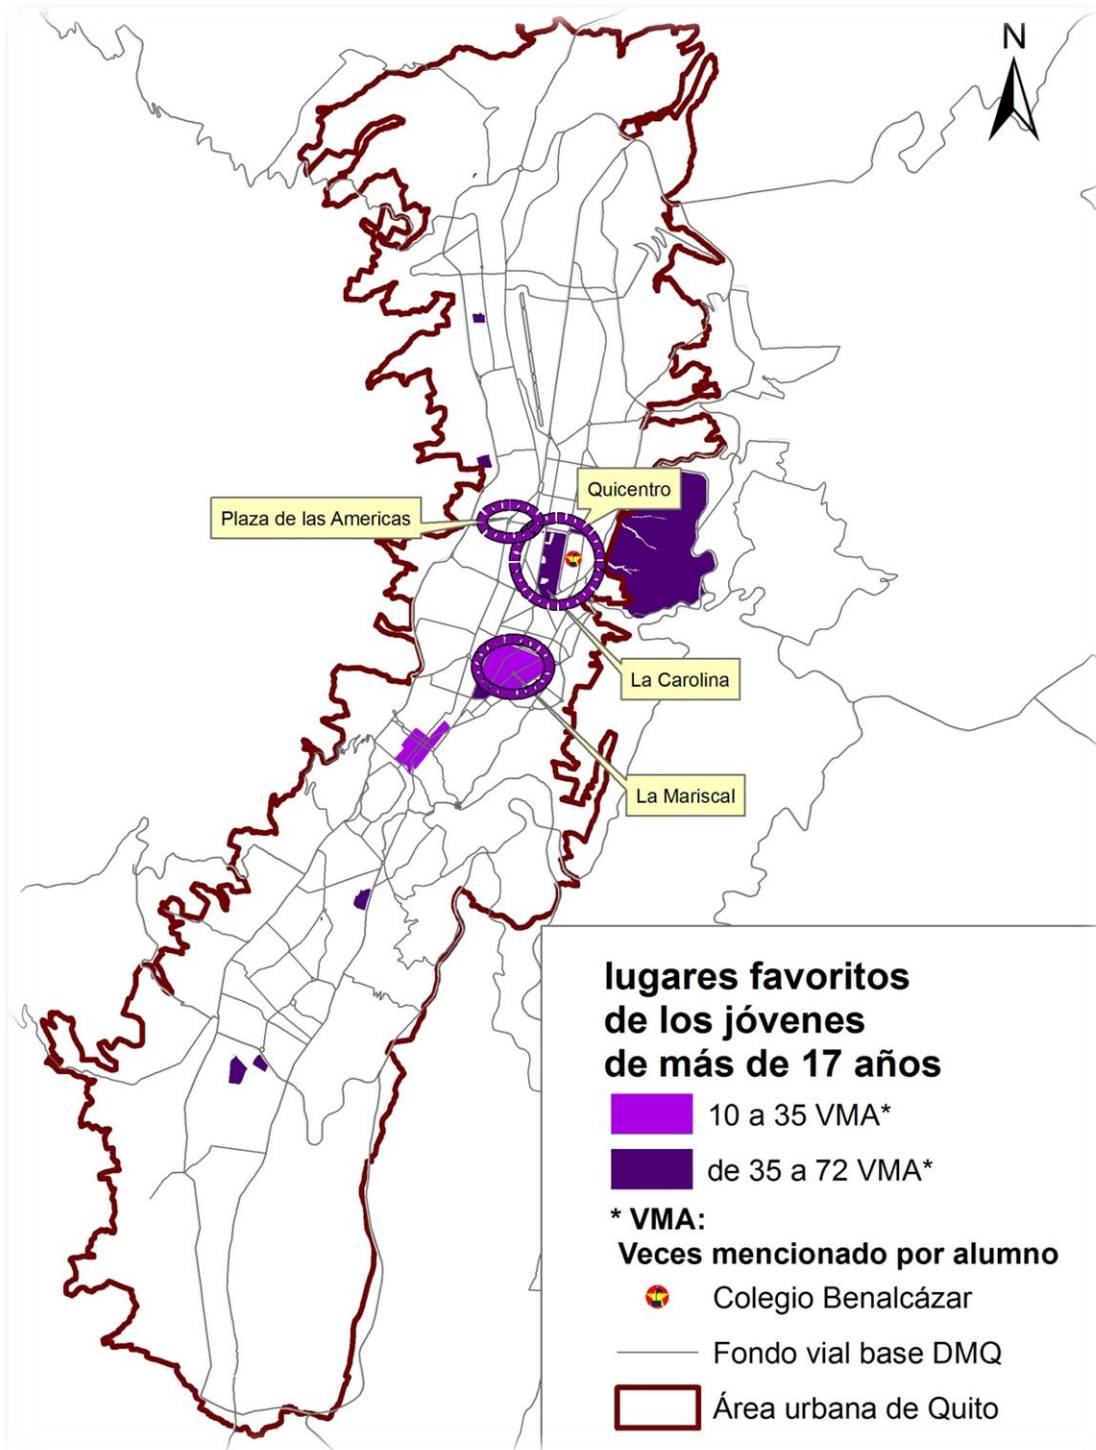 N
Quicentro
Plaza de las Americas
La Carolina
La Mariscal
lugares favoritos
de los jóvenes
de más de 17 años
10 a 35 VMA*
de 35 a 72 VMA*
* VMA:
Veces mencionado por alumno
Colegio Benalcázar
Fondo vial base DMQ
Área urbana de Quito